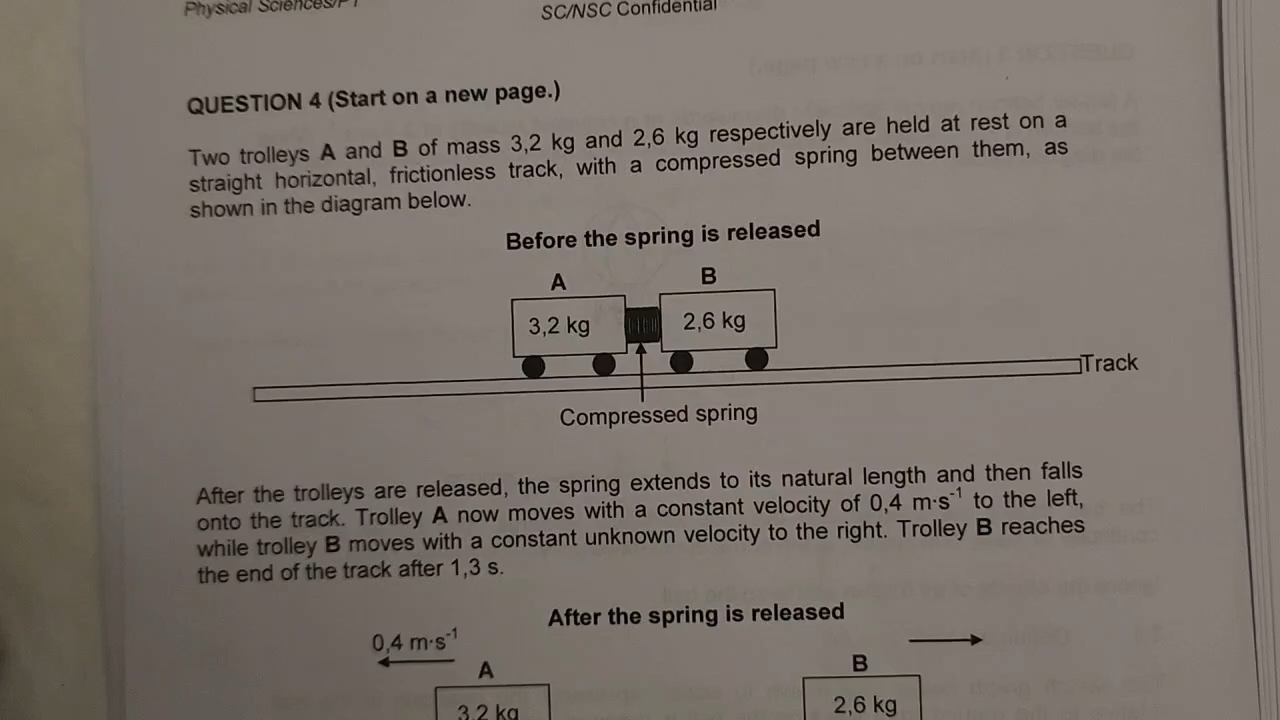 Physical Sciences/P1
SC/NSC Confidential
QUESTION 4 (Start on a new page.)
Two trolleys A and B of mass 3,2 kg and 2,6 kg respectively are held at rest on a
straight horizontal, frictionless track, with a compressed spring between them, as
shown in the diagram below.
Before the spring is released
A B
3,2 kg 2,6 kg
Track
Compressed spring
After the trolleys are released, the spring extends to its natural length and then falls
onto the track. Trolley A now moves with a constant velocity of 0,4 m·s⁻¹ to the left,
while trolley B moves with a constant unknown velocity to the right. Trolley B reaches
the end of the track after 1,3 s.
After the spring is released
0,4 m·s⁻¹
A B
3,2 kg 2,6 kg